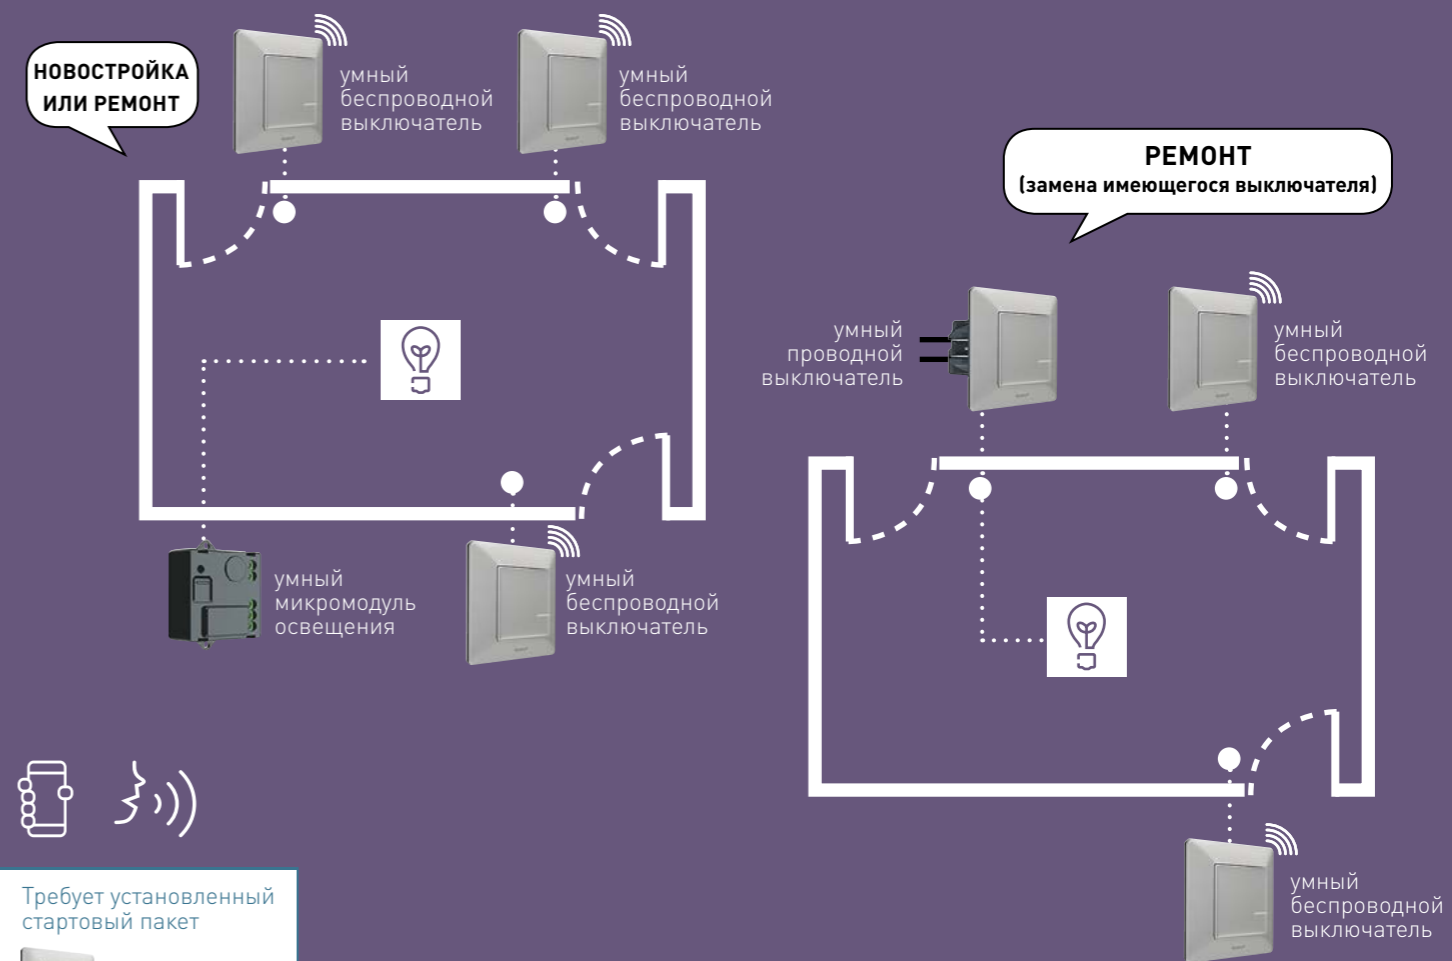 НОВОСТРОЙКА
ИЛИ РЕМОНТ
умный
беспроводной
выключатель
умный
беспроводной
выключатель
умный
микромодуль
освещения
умный
беспроводной
выключатель
РЕМОНТ
(замена имеющегося выключателя)
умный
проводной
выключатель
умный
беспроводной
выключатель
умный
беспроводной
выключатель
Требует установленный
стартовый пакет